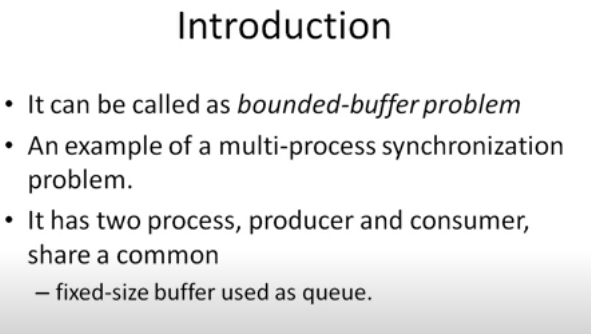 Introduction
• It can be called as bounded-buffer problem
• An example of a multi-process synchronization
problem.
• It has two process, producer and consumer,
share a common
– fixed-size buffer used as queue.